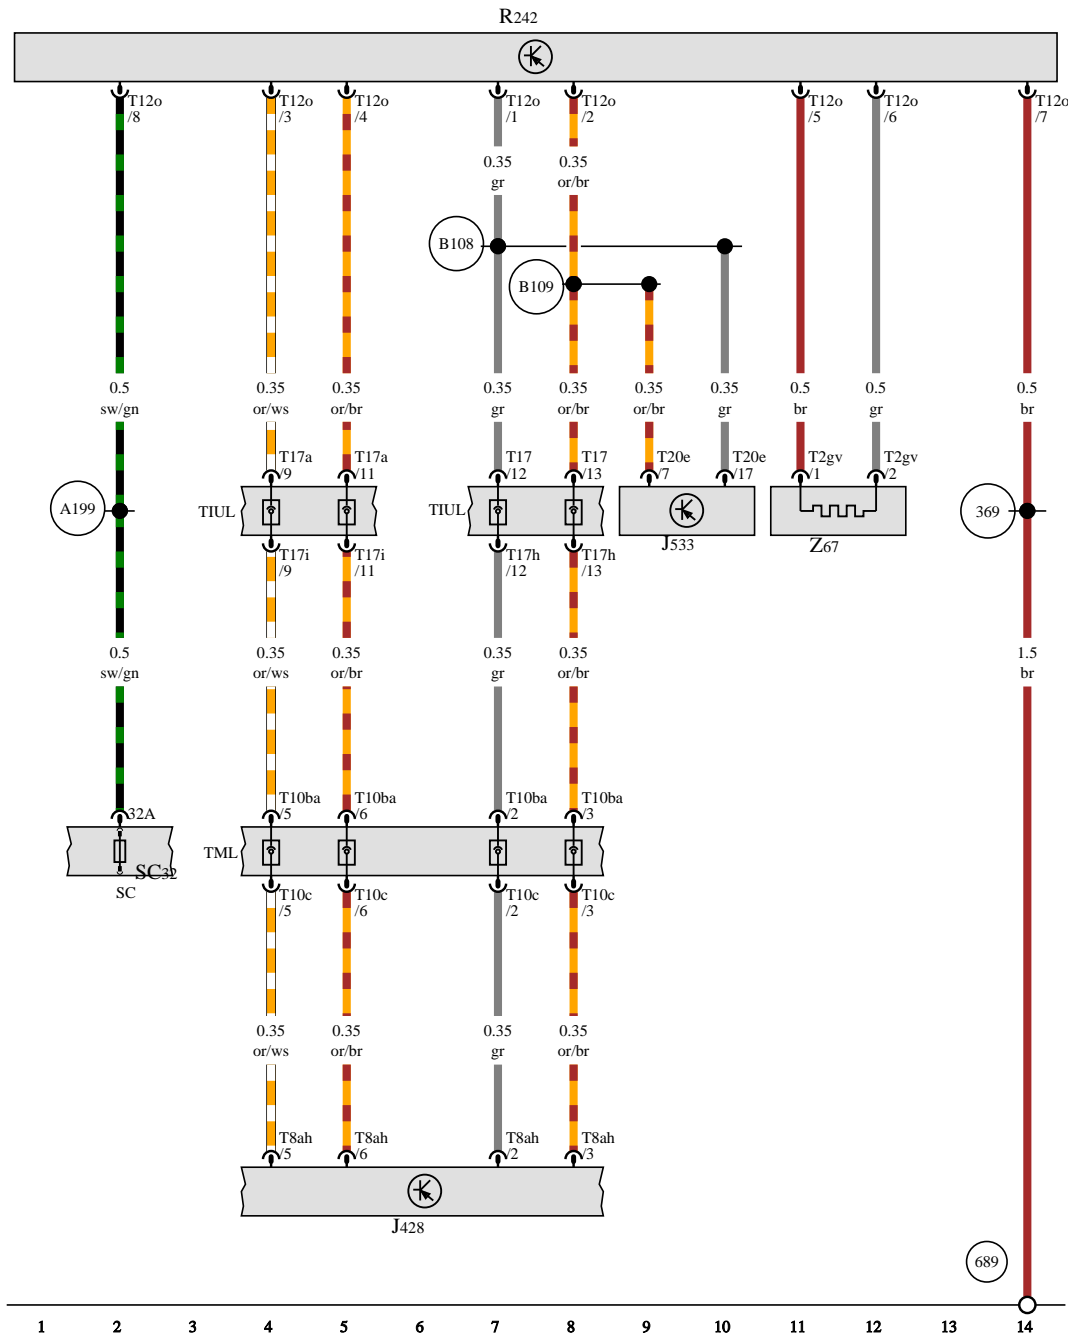 R242
T12o
/8
T12o
/3
T12o
/4
T12o
/1
T12o
/2
T12o
/5
T12o
/6
T12o
/7
0.35
gr
0.35
or/br
B108
B109
0.5
sw/gn
0.35
or/ws
0.35
or/br
0.35
gr
0.35
or/br
0.35
or/br
0.35
gr
0.5
br
0.5
gr
0.5
br
T17a
/9
T17a
/11
T17
/12
T17
/13
T20e
/7
T20e
/17
T2gv
/1
T2gv
/2
A199
TIUL
TIUL
369
J533
Z67
T17i
/9
T17i
/11
T17h
/12
T17h
/13
0.5
sw/gn
0.35
or/ws
0.35
or/br
0.35
gr
0.35
or/br
1.5
br
32A
T10ba
/5
T10ba
/6
T10ba
/2
T10ba
/3
TML
SC32
SC
T10c
/5
T10c
/6
T10c
/2
T10c
/3
0.35
or/ws
0.35
or/br
0.35
gr
0.35
or/br
T8ah
/5
T8ah
/6
T8ah
/2
T8ah
/3
J428
689
1 2 3 4 5 6 7 8 9 10 11 12 13 14